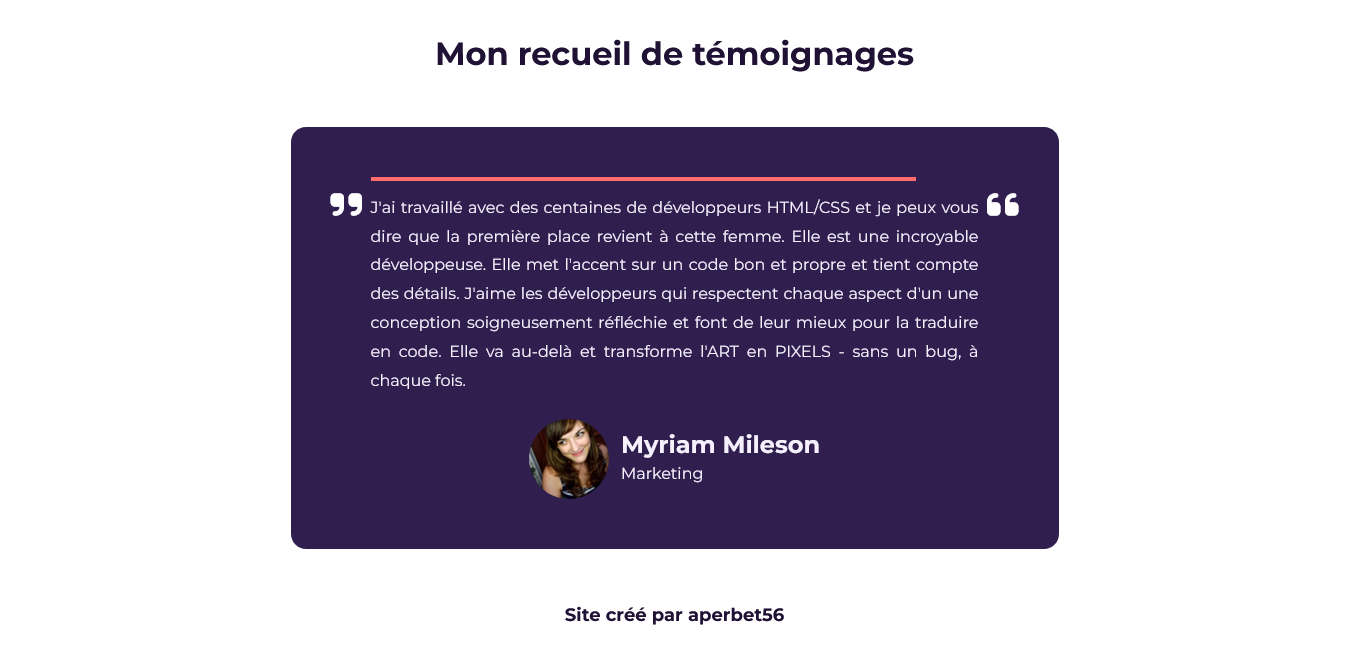 Mon recueil de témoignages
” J'ai travaillé avec des centaines de développeurs HTML/CSS et je peux vous “
dire que la première place revient à cette femme. Elle est une incroyable
développeuse. Elle met l'accent sur un code bon et propre et tient compte
des détails. J'aime les développeurs qui respectent chaque aspect d'un une
conception soigneusement réfléchie et font de leur mieux pour la traduire
en code. Elle va au-delà et transforme l'ART en PIXELS - sans un bug, à
chaque fois.
Myriam Mileson
Marketing
Site créé par aperbet56